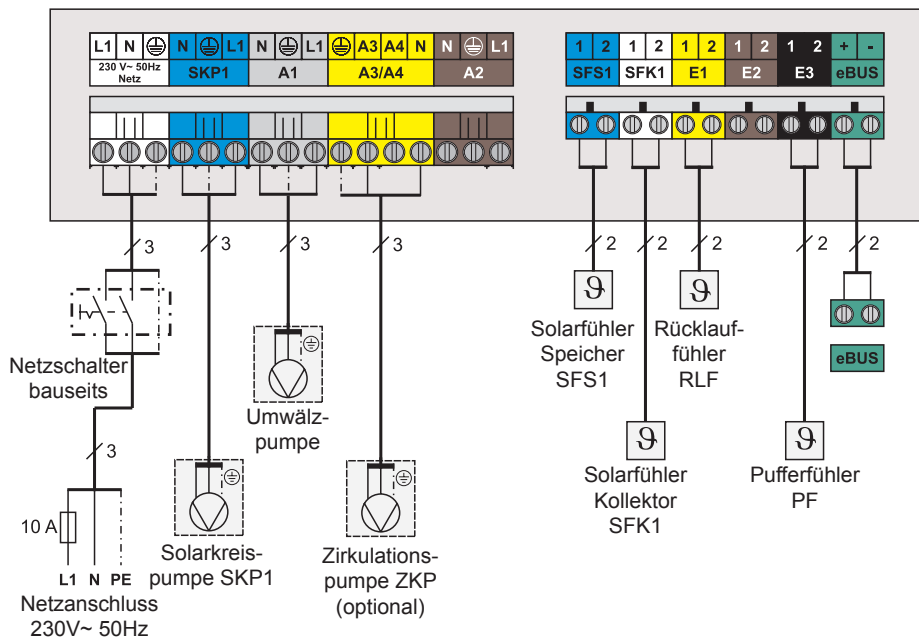 L1 N N L1 N L1 A3 A4 N N L1
230 V~ 50Hz
Netz
SKP1 A1 A3/A4 A2
1 2 1 2 1 2 1 2 1 2 + -
SFS1 SFK1 E1 E2 E3 eBUS
3 3 3 3 2 2 2 2 2
ϑ ϑ
Netzschalter
bauseits
Umwälz-
pumpe
Solarfühler
Speicher
SFS1
Rücklauf-
fühler
RLF
eBUS
3
ϑ ϑ
Solarfühler
Kollektor
SFK1
Pufferfühler
PF
10 A
Solarkreis-
pumpe SKP1
Zirkulations-
pumpe ZKP
(optional)
L1 N PE
Netzanschluss
230V~ 50Hz